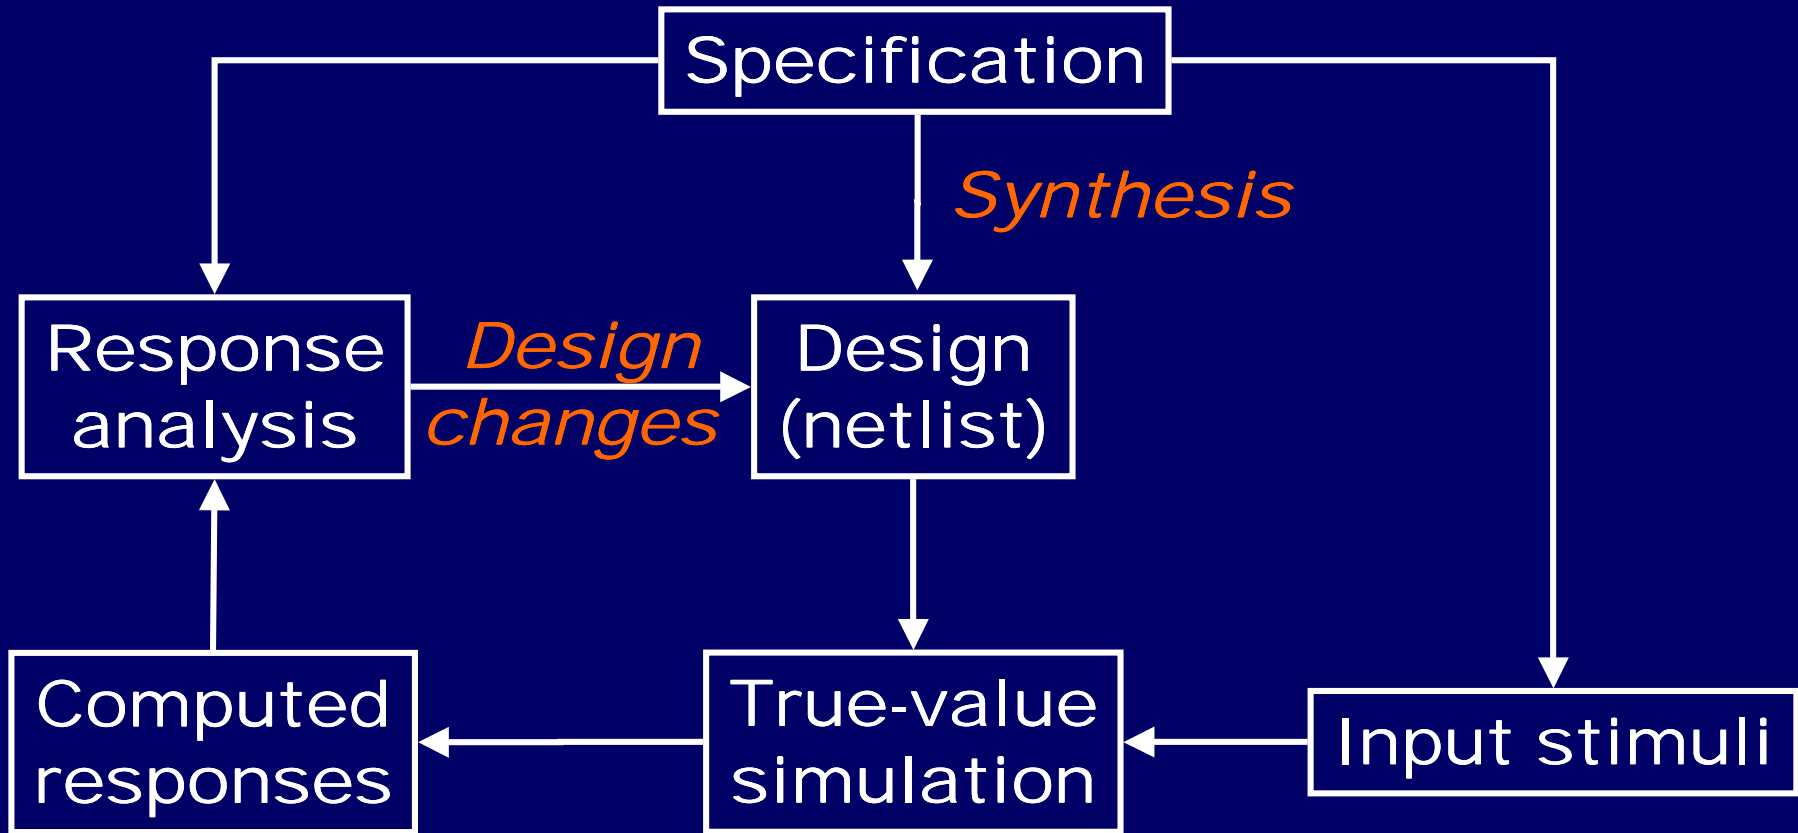 Specification
Synthesis
Response
analysis
Design
changes
Design
(netlist)
Computed
responses
True-value
simulation
Input stimuli